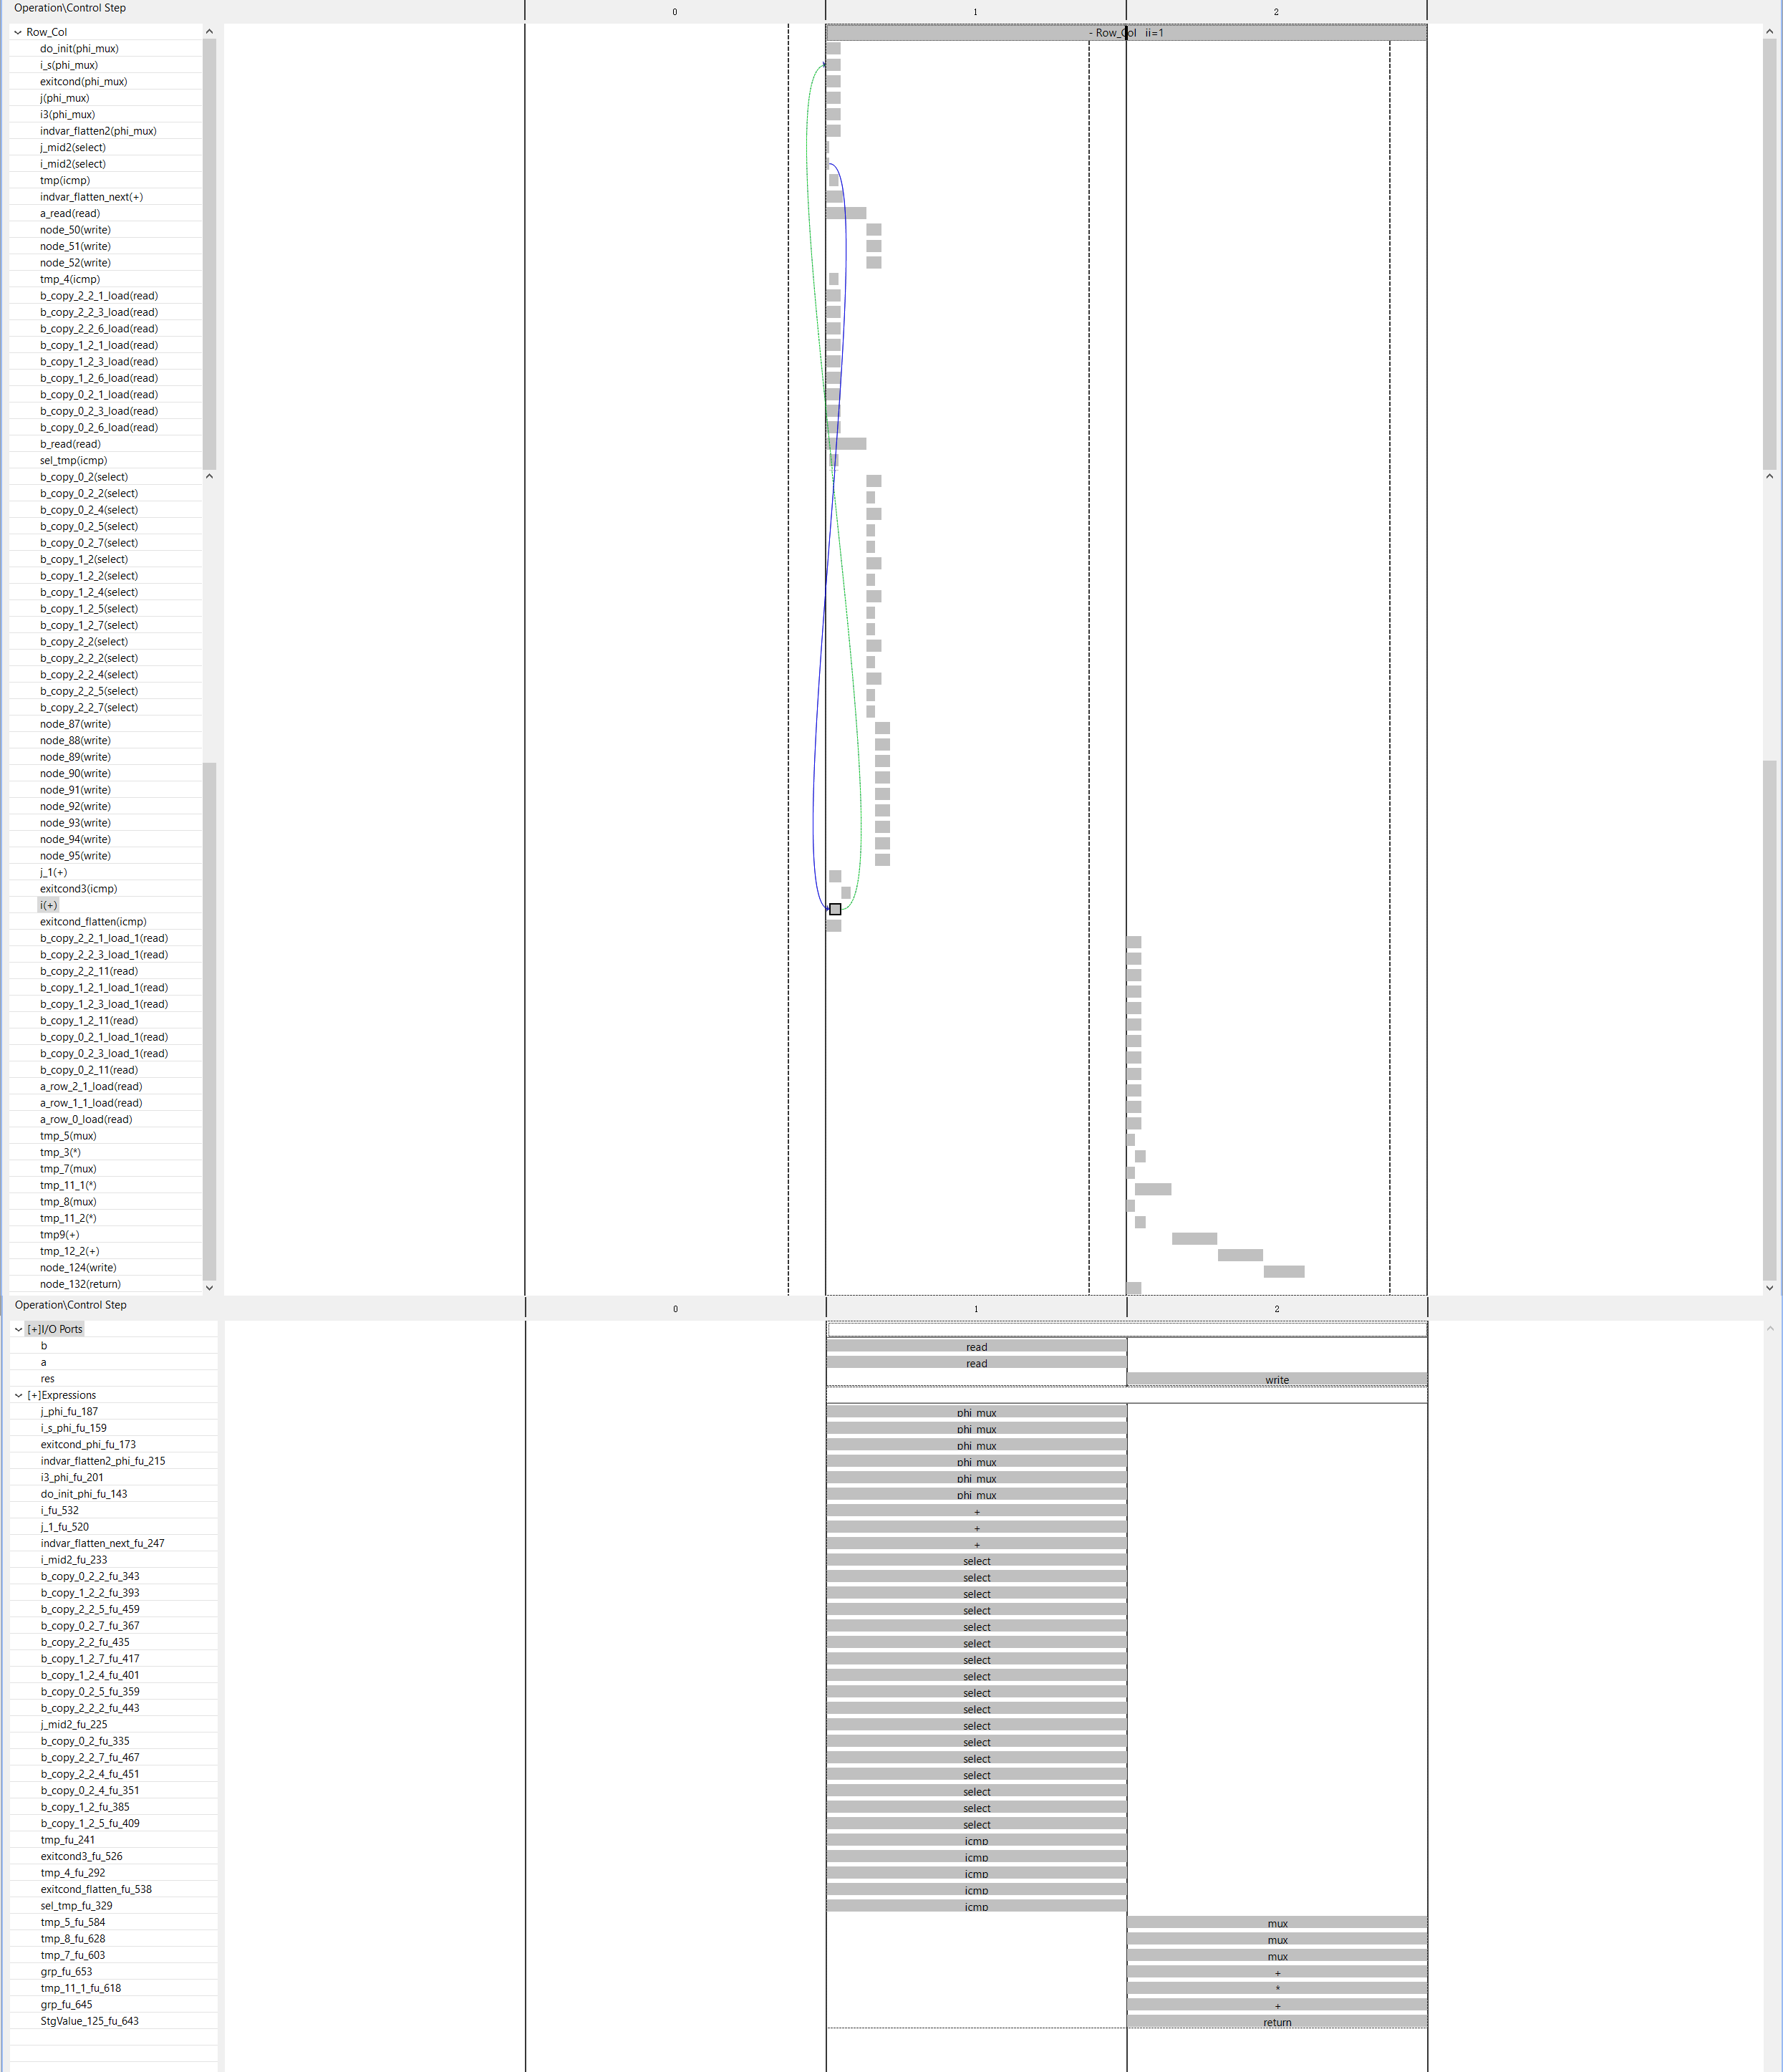 Operation\Control Step 0 1 2
Row_Col - Row_Col ii=1
do_init(phi_mux)
i_s(phi_mux)
exitcond(phi_mux)
j(phi_mux)
i3(phi_mux)
indvar_flatten2(phi_mux)
j_mid2(select)
i_mid2(select)
tmp(icmp)
indvar_flatten_next(+)
a_read(read)
node_50(write)
node_51(write)
node_52(write)
tmp_4(icmp)
b_copy_2_2_1_load(read)
b_copy_2_2_3_load(read)
b_copy_2_2_6_load(read)
b_copy_1_2_1_load(read)
b_copy_1_2_3_load(read)
b_copy_1_2_6_load(read)
b_copy_0_2_1_load(read)
b_copy_0_2_3_load(read)
b_copy_0_2_6_load(read)
b_read(read)
sel_tmp(icmp)
b_copy_0_2(select)
b_copy_0_2_2(select)
b_copy_0_2_4(select)
b_copy_0_2_5(select)
b_copy_0_2_7(select)
b_copy_1_2(select)
b_copy_1_2_2(select)
b_copy_1_2_4(select)
b_copy_1_2_5(select)
b_copy_1_2_7(select)
b_copy_2_2(select)
b_copy_2_2_2(select)
b_copy_2_2_4(select)
b_copy_2_2_5(select)
b_copy_2_2_7(select)
node_87(write)
node_88(write)
node_89(write)
node_90(write)
node_91(write)
node_92(write)
node_93(write)
node_94(write)
node_95(write)
j_1(+)
exitcond3(icmp)
i(+)
exitcond_flatten(icmp)
b_copy_2_2_1_load_1(read)
b_copy_2_2_3_load_1(read)
b_copy_2_2_11(read)
b_copy_1_2_1_load_1(read)
b_copy_1_2_3_load_1(read)
b_copy_1_2_11(read)
b_copy_0_2_1_load_1(read)
b_copy_0_2_3_load_1(read)
b_copy_0_2_11(read)
a_row_2_1_load(read)
a_row_1_1_load(read)
a_row_0_load(read)
tmp_5(mux)
tmp_3(*)
tmp_7(mux)
tmp_11_1(*)
tmp_8(mux)
tmp_11_2(*)
tmp9(+)
tmp_12_2(+)
node_124(write)
node_132(return)
Operation\Control Step 0 1 2
[+]I/O Ports
b read
a read
res write
[+]Expressions
j_phi_fu_187 phi_mux
i_s_phi_fu_159 phi_mux
exitcond_phi_fu_173 phi_mux
indvar_flatten2_phi_fu_215 phi_mux
i3_phi_fu_201 phi_mux
do_init_phi_fu_143 phi_mux
i_fu_532 +
j_1_fu_520 +
indvar_flatten_next_fu_247 +
i_mid2_fu_233 select
b_copy_0_2_2_fu_343 select
b_copy_1_2_2_fu_393 select
b_copy_2_2_5_fu_459 select
b_copy_0_2_7_fu_367 select
b_copy_2_2_fu_435 select
b_copy_1_2_7_fu_417 select
b_copy_1_2_4_fu_401 select
b_copy_0_2_5_fu_359 select
b_copy_2_2_2_fu_443 select
j_mid2_fu_225 select
b_copy_0_2_fu_335 select
b_copy_2_2_7_fu_467 select
b_copy_2_2_4_fu_451 select
b_copy_0_2_4_fu_351 select
b_copy_1_2_fu_385 select
b_copy_1_2_5_fu_409 select
tmp_fu_241 icmp
exitcond3_fu_526 icmp
tmp_4_fu_292 icmp
exitcond_flatten_fu_538 icmp
sel_tmp_fu_329 icmp
tmp_5_fu_584 mux
tmp_8_fu_628 mux
tmp_7_fu_603 mux
grp_fu_653 +
tmp_11_1_fu_618 *
grp_fu_645 +
StgValue_125_fu_643 return